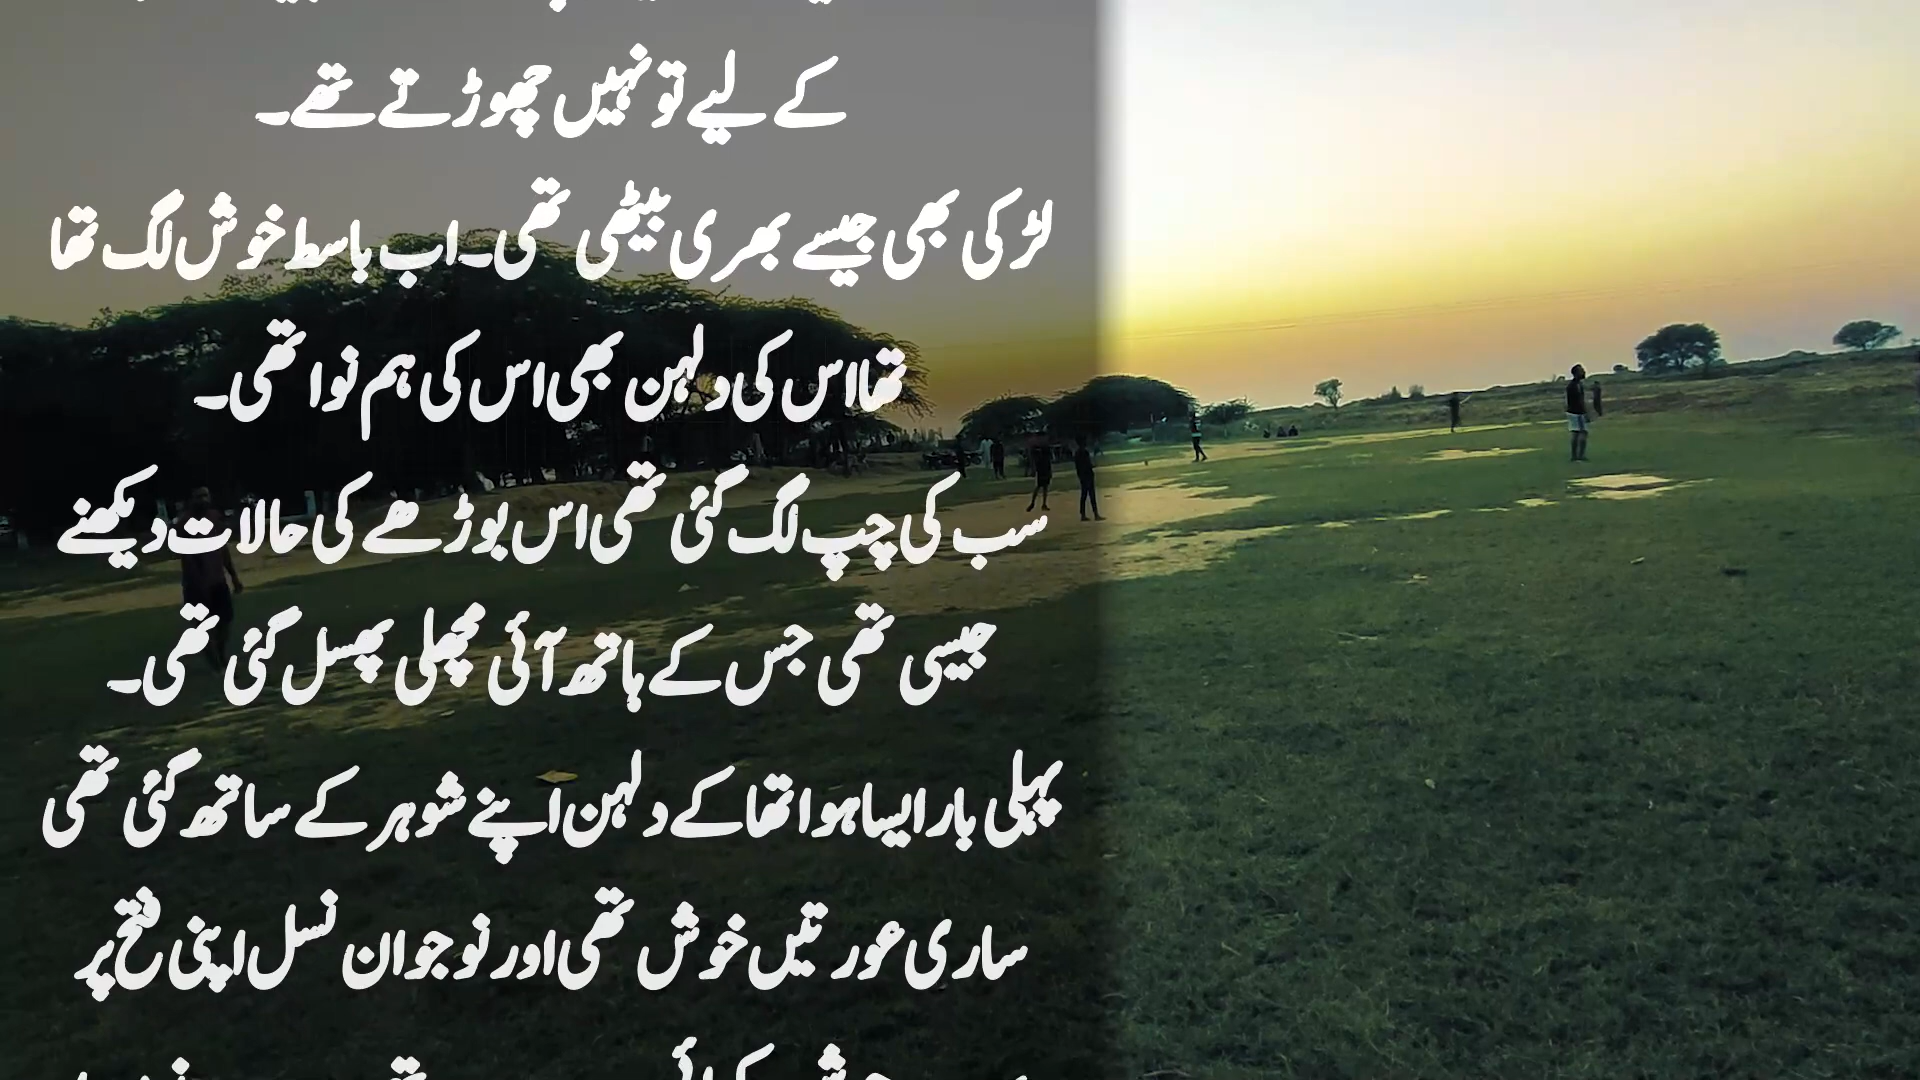 کے لیے تو نہیں چھوڑتے تھے۔
لڑکی بھی جیسے بھری بیٹھی تھی۔اب باسط خوش لگ تھا
تھا اس کی دلہن بھی اس کی ہم نوا تھی۔
سب کی چپ لگ گئی تھی اس بوڑھے کی حالات دیکھنے
جیسی تھی جس کے ہاتھ آئی مچھلی پھسل گئی تھی۔
پہلی بار ایسا ہوا تھا کے دلہن اپنے شوہر کے ساتھ گئی تھی
ساری عورتیں خوش تھی اور نوجوان نسل اپنی فتح پر